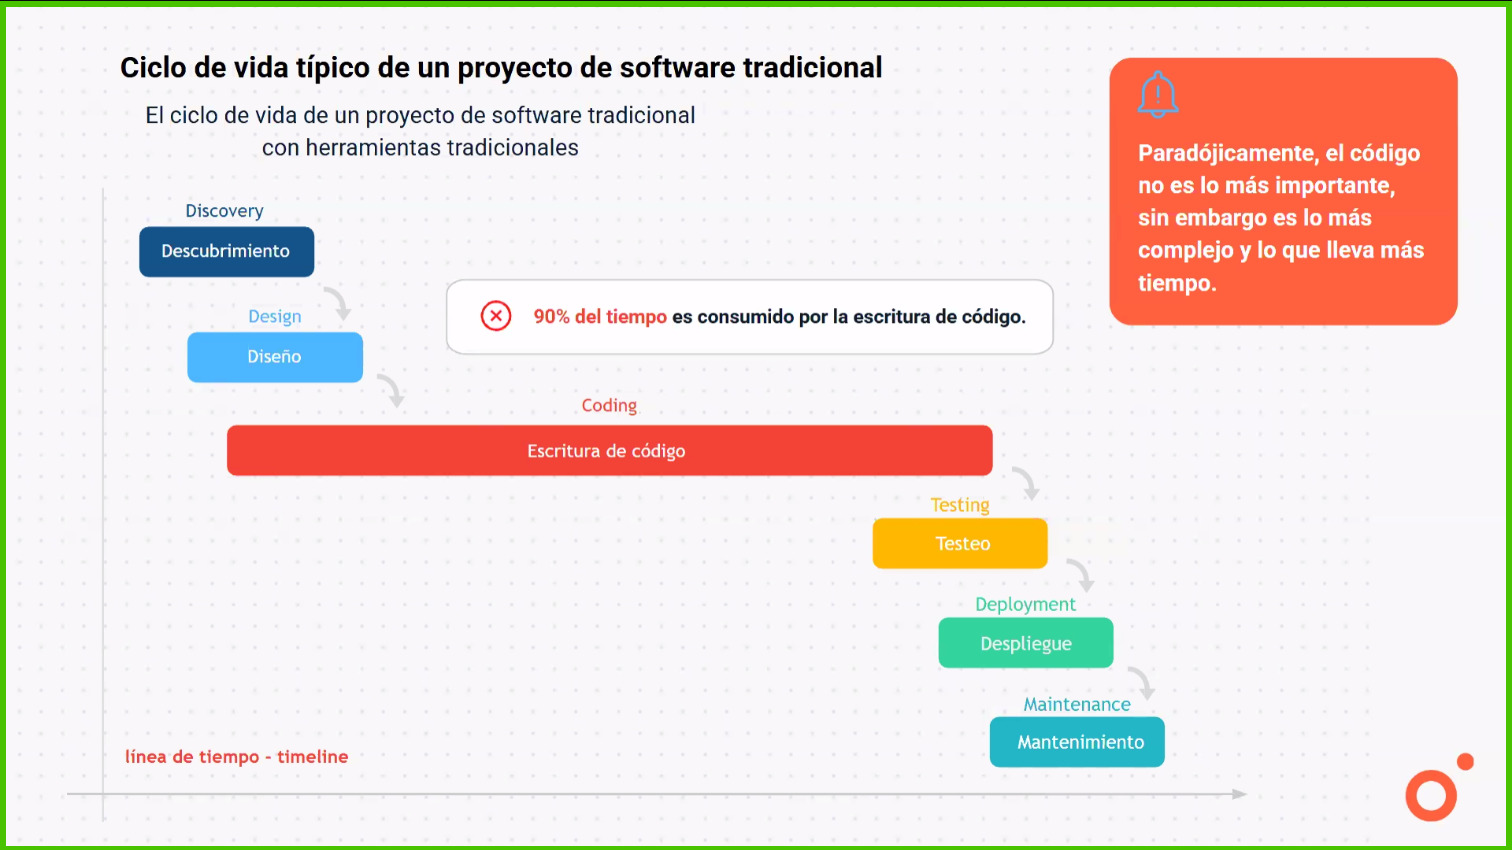 Ciclo de vida típico de un proyecto de software tradicional
El ciclo de vida de un proyecto de software tradicional
con herramientas tradicionales
Paradójicamente, el código
no es lo más importante,
sin embargo es lo más
complejo y lo que lleva más
tiempo.
Discovery
Descubrimiento
Design
Diseño
90% del tiempo es consumido por la escritura de código.
Coding
Escritura de código
Testing
Testeo
Deployment
Despliegue
Maintenance
Mantenimiento
línea de tiempo - timeline